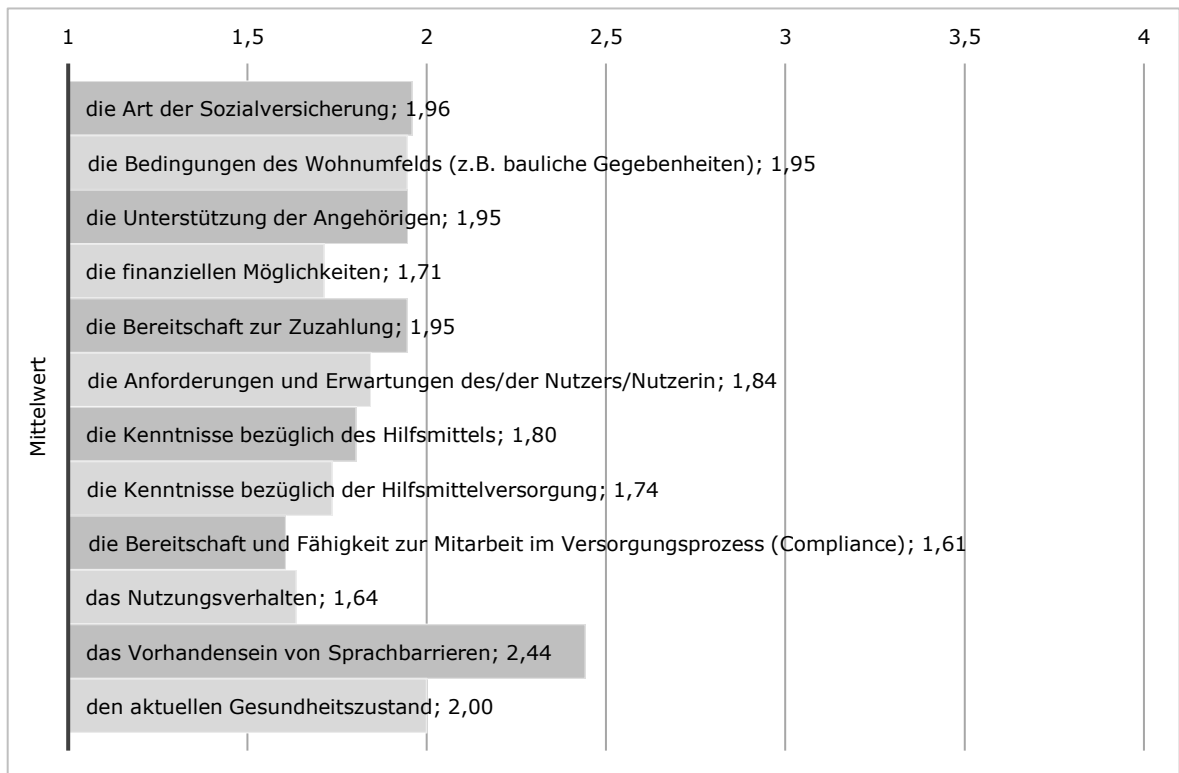 1 1,5 2 2,5 3 3,5 4
die Art der Sozialversicherung; 1,96
die Bedingungen des Wohnumfelds (z.B. bauliche Gegebenheiten); 1,95
die Unterstützung der Angehörigen; 1,95
die finanziellen Möglichkeiten; 1,71
die Bereitschaft zur Zuzahlung; 1,95
die Anforderungen und Erwartungen des/der Nutzers/Nutzerin; 1,84
die Kenntnisse bezüglich des Hilfsmittels; 1,80
die Kenntnisse bezüglich der Hilfsmittelversorgung; 1,74
die Bereitschaft und Fähigkeit zur Mitarbeit im Versorgungsprozess (Compliance); 1,61
das Nutzungsverhalten; 1,64
das Vorhandensein von Sprachbarrieren; 2,44
den aktuellen Gesundheitszustand; 2,00
Mittelwert